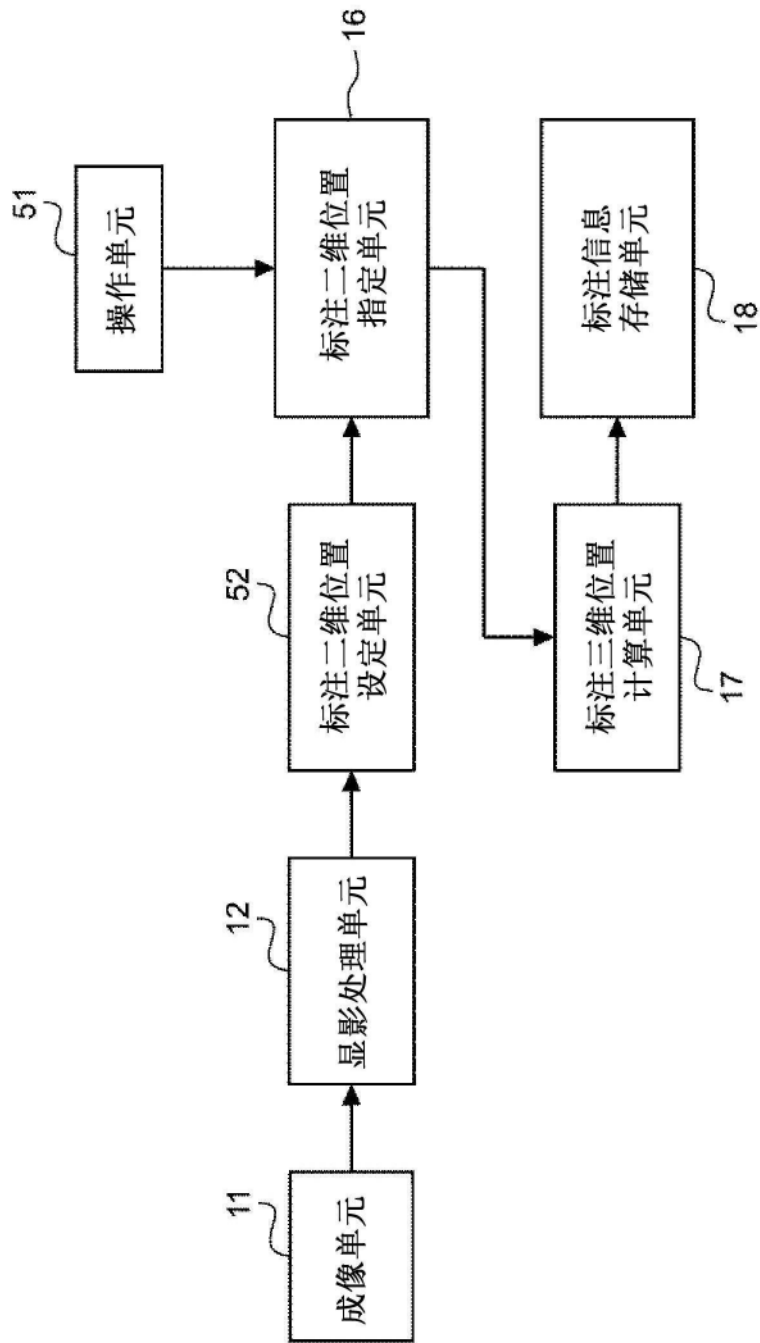 51
操作单元
11
成像单元
12
显影处理单元
52
标注二维位置
设定单元
16
标注二维位置
指定单元
17
标注三维位置
计算单元
18
标注信息
存储单元